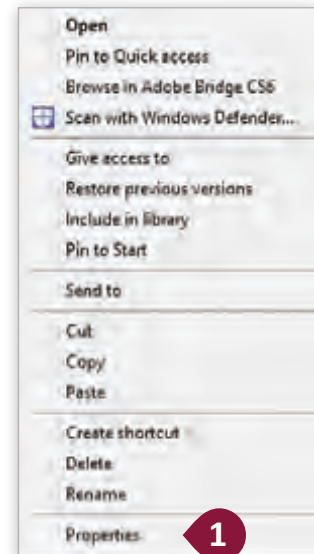 Open
Pin to Quick access
Browse in Adobe Bridge CS6
Scan with Windows Defender...
Give access to
Restore previous versions
Include in library
Pin to Start
Send to
Cut
Copy
Paste
Create shortcut
Delete
Rename
Properties 1